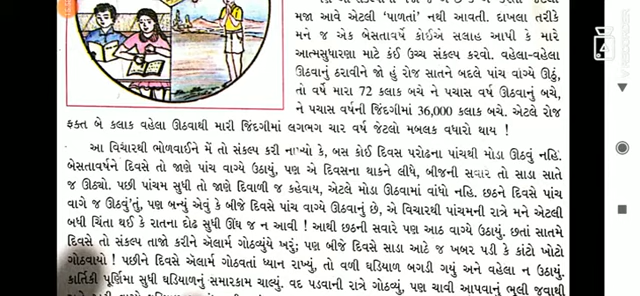 મજા આવે એટલી 'પાળતાં' નથી આવતી. દાખલા તરીકે
મને જ એક બેસતાવર્ષે કોઈએ સલાહ આપી કે મારે
આત્મસુધારણા માટે કંઈ ઉચ્ચ સંકલ્પ કરવો. વહેલા-વહેલા
ઊઠવાનું ઠરાવીને જો હું રોજ સાતને બદલે પાંચ વાગ્યે ઊઠું,
તો વર્ષે મારા 72 કલાક બચે ને પચાસ વર્ષ ઊઠવાનું બચે,
ને પચાસ વર્ષની જિંદગીમાં 36,000 કલાક બચે. એટલે રોજ
ફક્ત બે કલાક વહેલા ઊઠવાથી મારી જિંદગીમાં લગભગ ચાર વર્ષ જેટલો મબલક વધારો થાય !
આ વિચારથી ભોળવાઈને મેં તો સંકલ્પ કરી નાખ્યો કે, બસ કોઈ દિવસ પરોઢના પાંચથી મોડા ઊઠવું નહિ.
બેસતાવર્ષને દિવસે તો જાણે પાંચ વાગ્યે ઉઠાયું, પણ એ દિવસના થાકને લીધે, બીજની સવાર તો સાડા સાતે
જ ઊઠ્યો. પછી પાંચમ સુધી તો જાણે દિવાળી જ કહેવાય, એટલે મોડા ઊઠવામાં વાંધો નહિ. છઠને દિવસે પાંચ
વાગે જ ઊઠવું'તું, પણ બન્યું એવું કે બીજે દિવસે પાંચ વાગ્યે ઊઠવાનું છે, એ વિચારથી પાંચમની રાત્રે મને એટલી
બધી ચિંતા થઈ કે રાતના દોઢ સુધી ઊંઘ જ ન આવી ! આથી છઠની સવારે પણ આઠ વાગ્યે ઉઠાયું. છતાં સાતમે
દિવસે તો સંકલ્પ તાજો કરીને એલાર્મ ગોઠવ્યુંયે ખરું; પણ બીજે દિવસે સાડા આટે જ ખબર પડી કે કાંટો ખોટો
ગોઠવાયો ! પછીને દિવસે એલાર્મ ગોઠવતાં ધ્યાન રાખ્યું, તો વળી ઘડિયાળ બગડી ગયું અને વહેલા ન ઉઠાયું.
કાર્તિકી પૂર્ણિમા સુધી ઘડિયાળનું સમારકામ ચાલ્યું. વદ પડવાની રાત્રે ગોઠવ્યું, પણ ચાવી આપવાનું ભૂલી જવાથી